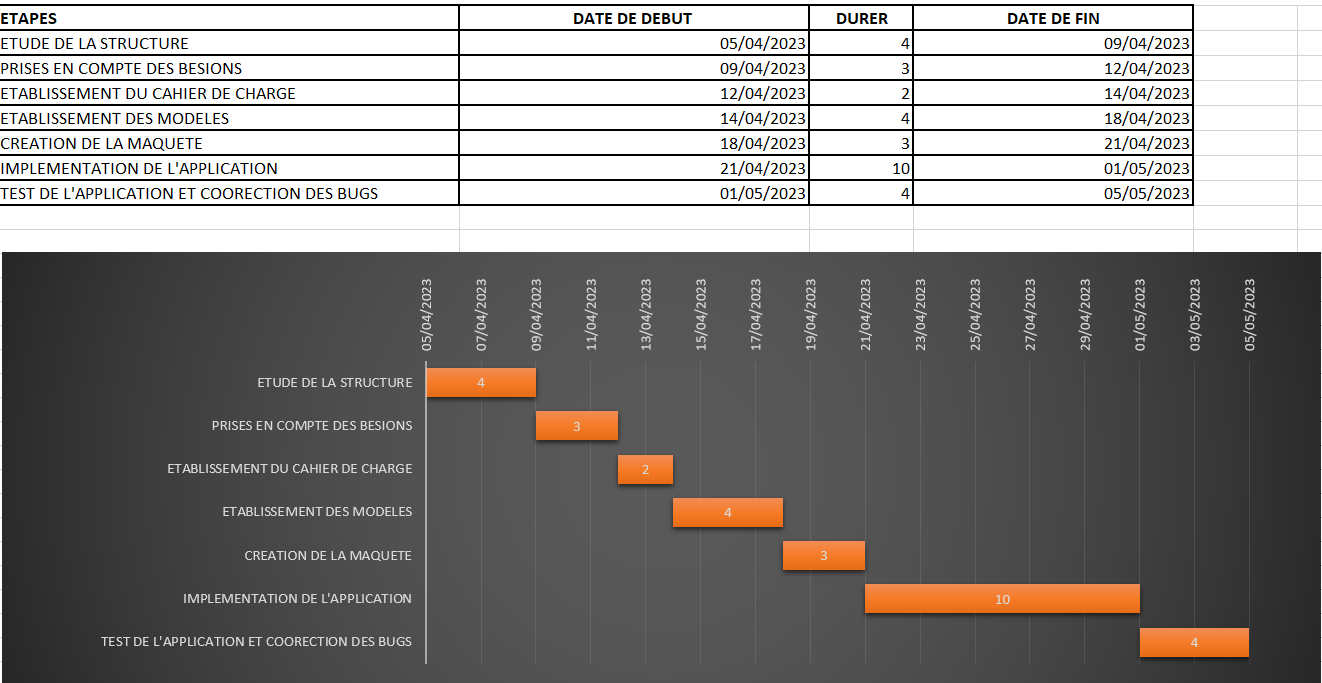 ETAPES DATE DE DEBUT DURER DATE DE FIN
ETUDE DE LA STRUCTURE 05/04/2023 4 09/04/2023
PRISES EN COMPTE DES BESIONS 09/04/2023 3 12/04/2023
ETABLISSEMENT DU CAHIER DE CHARGE 12/04/2023 2 14/04/2023
ETABLISSEMENT DES MODELES 14/04/2023 4 18/04/2023
CREATION DE LA MAQUETE 18/04/2023 3 21/04/2023
IMPLEMENTATION DE L'APPLICATION 21/04/2023 10 01/05/2023
TEST DE L'APPLICATION ET COORECTION DES BUGS 01/05/2023 4 05/05/2023
05/04/2023 07/04/2023 09/04/2023 11/04/2023 13/04/2023 15/04/2023 17/04/2023 19/04/2023 21/04/2023 23/04/2023 25/04/2023 27/04/2023 29/04/2023 01/05/2023 03/05/2023 05/05/2023
ETUDE DE LA STRUCTURE 4
PRISES EN COMPTE DES BESIONS 3
ETABLISSEMENT DU CAHIER DE CHARGE 2
ETABLISSEMENT DES MODELES 4
CREATION DE LA MAQUETE 3
IMPLEMENTATION DE L'APPLICATION 10
TEST DE L'APPLICATION ET COORECTION DES BUGS 4